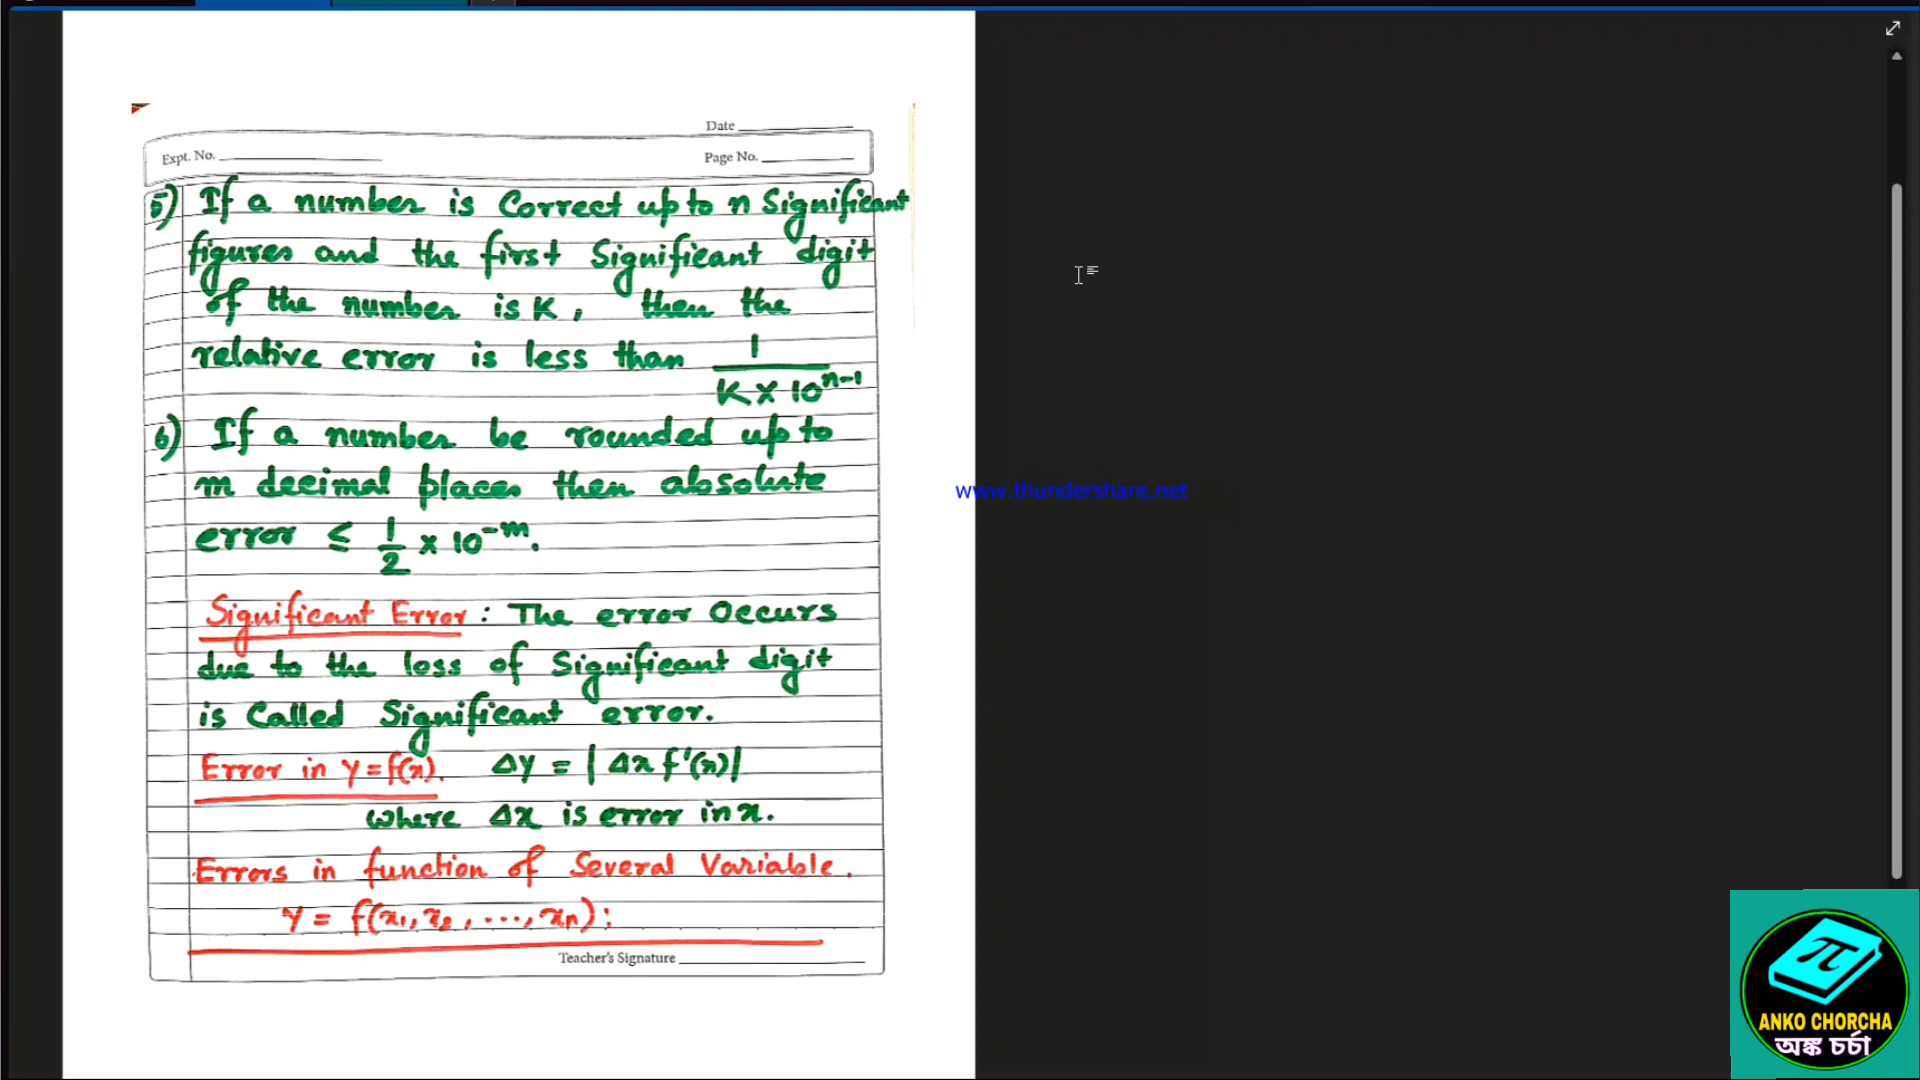 Date
Expt. No.
Page No.
5) If a number is Correct up to n Significant
figures and the first Significant digit
of the number is K, then the
relative error is less than 1/(K × 10^{n-1})
6) If a number be rounded up to
m decimal places then absolute
error ≤ 1/2 × 10^{-m}.
Significant Error : The error Occurs
due to the loss of Significant digit
is Called Significant error.
Error in y = f(x). Δy = | Δx f'(x)|
where Δx is error in x.
Errors in function of Several Variable.
Y = f(x₁, x₂, ..., xₙ);
Teacher's Signature
www.thundershare.net
π
ANKO CHORCHA
অঙ্ক চর্চা